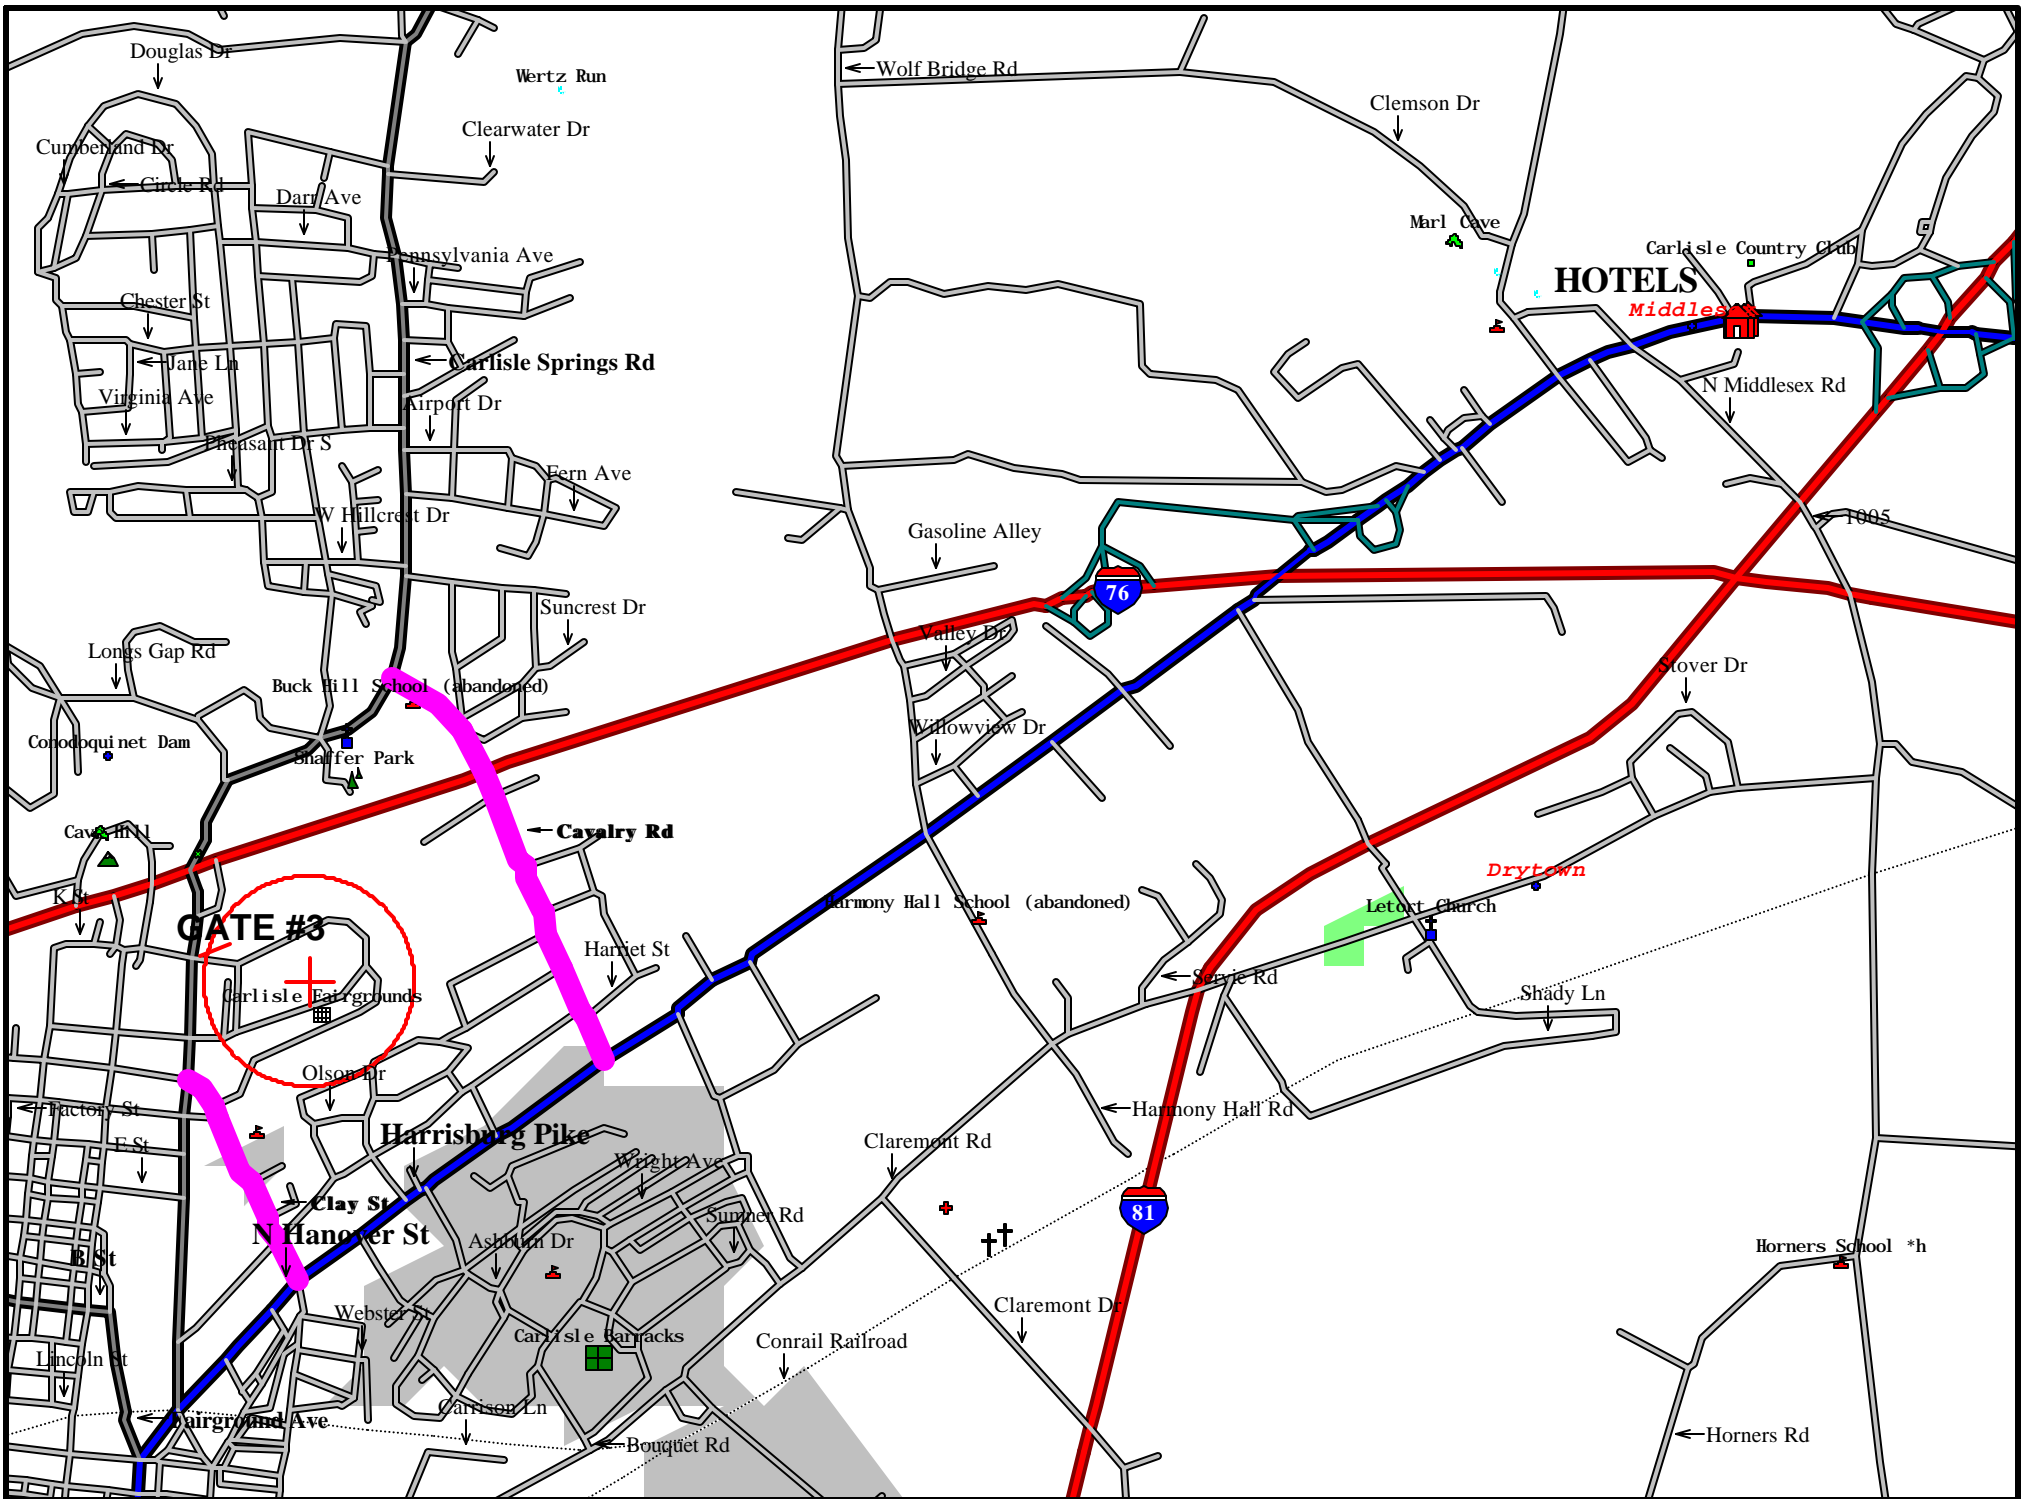 Douglas Dr
Wertz Run
Wolf Bridge Rd
Clemson Dr
Clearwater Dr
Cumberland Dr
Circle Rd
Darr Ave
Marl Cave
Carlisle Country Club
Pennsylvania Ave
HOTELS
Chester St
Middles
Jane Ln
Carlisle Springs Rd
N Middlesex Rd
Virginia Ave
Airport Dr
Pheasant Dr S
Fern Ave
W Hillcrest Dr
Gasoline Alley
1005
76
Suncrest Dr
Valley Dr
Longs Gap Rd
Stover Dr
Buck Hill School (abandoned)
Willowview Dr
Conodoquinet Dam
Shaffer Park
Cave Hill
Cavalry Rd
Drytown
K St
Harmony Hall School (abandoned)
Letort Church
GATE #3
Harriet St
Servie Rd
Carlisle Fairgrounds
Shady Ln
Olson Dr
Factory St
Harmony Hall Rd
E St
Harrisburg Pike
Claremont Rd
Wright Ave
Clay St
81
Sumner Rd
N Hanover St
Ashburn Dr
Horners School *h
B St
Webster St
Claremont Dr
Carlisle Barracks
Conrail Railroad
Lincoln St
Garrison Ln
Fairground Ave
Bouquet Rd
Horners Rd